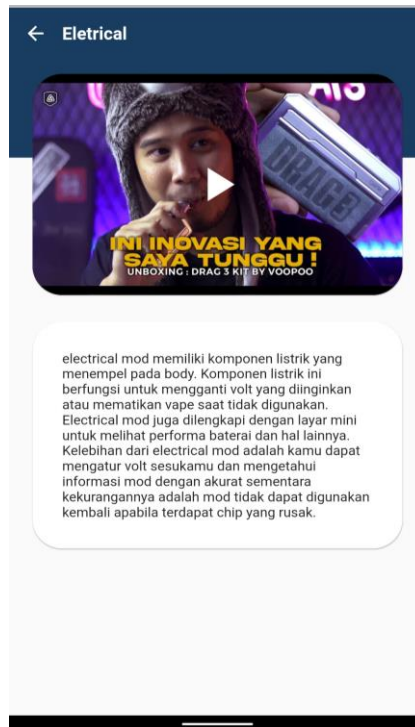 Eletrical
DRAG3
INI INOVASI YANG
SAYA TUNGGU !
UNBOXING : DRAG 3 KIT BY VOOPOO
electrical mod memiliki komponen listrik yang
menempel pada body. Komponen listrik ini
berfungsi untuk mengganti volt yang diinginkan
atau mematikan vape saat tidak digunakan.
Electrical mod juga dilengkapi dengan layar mini
untuk melihat performa baterai dan hal lainnya.
Kelebihan dari electrical mod adalah kamu dapat
mengatur volt sesukamu dan mengetahui
informasi mod dengan akurat sementara
kekurangannya adalah mod tidak dapat digunakan
kembali apabila terdapat chip yang rusak.